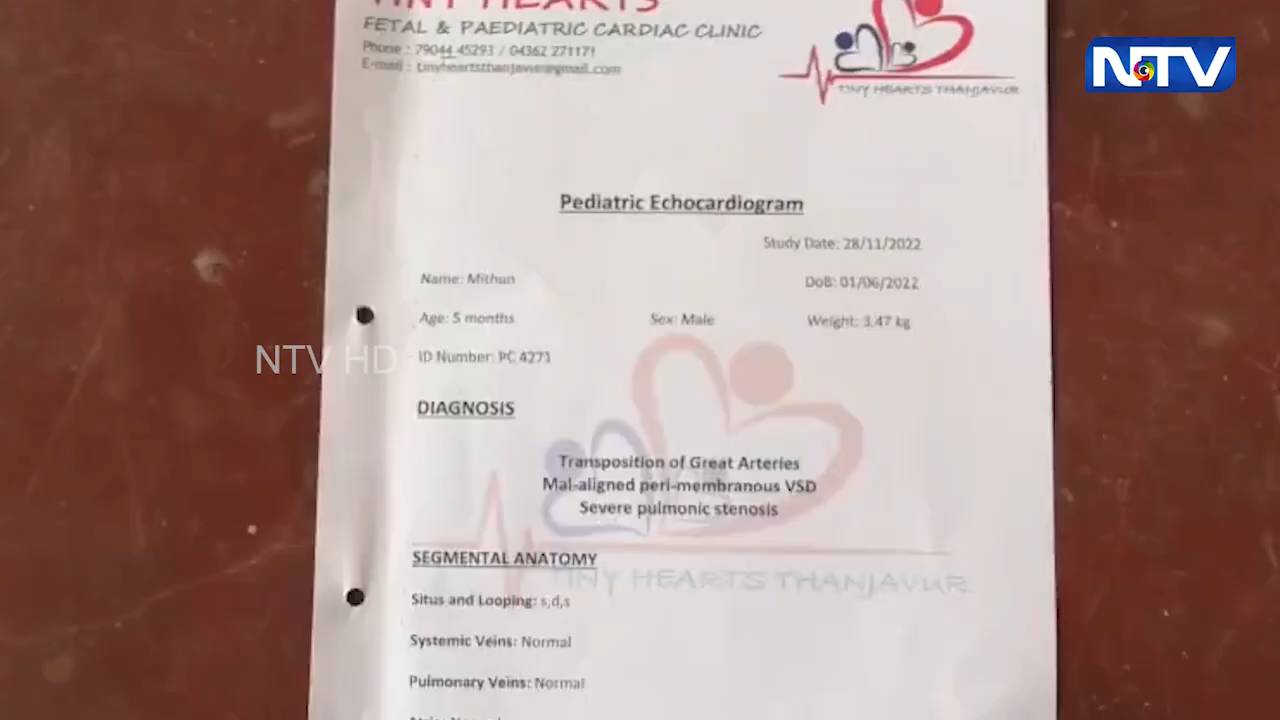 TINY HEARTS
FETAL & PAEDIATRIC CARDIAC CLINIC
Phone : 79044 45293 / 04362 271171
E-mail : tinyheartsthanjavur@gmail.com
TINY HEARTS THANJAVUR
NTV
Pediatric Echocardiogram
Study Date: 28/11/2022
Name: Mithun
DoB: 01/06/2022
Age: 5 months
Sex: Male
Weight: 3.47 kg
NTV HD
ID Number: PC 4271
DIAGNOSIS
Transposition of Great Arteries
Mal-aligned peri-membranous VSD
Severe pulmonic stenosis
SEGMENTAL ANATOMY
TINY HEARTS THANJAVUR
Situs and Looping: s,d,s
Systemic Veins: Normal
Pulmonary Veins: Normal